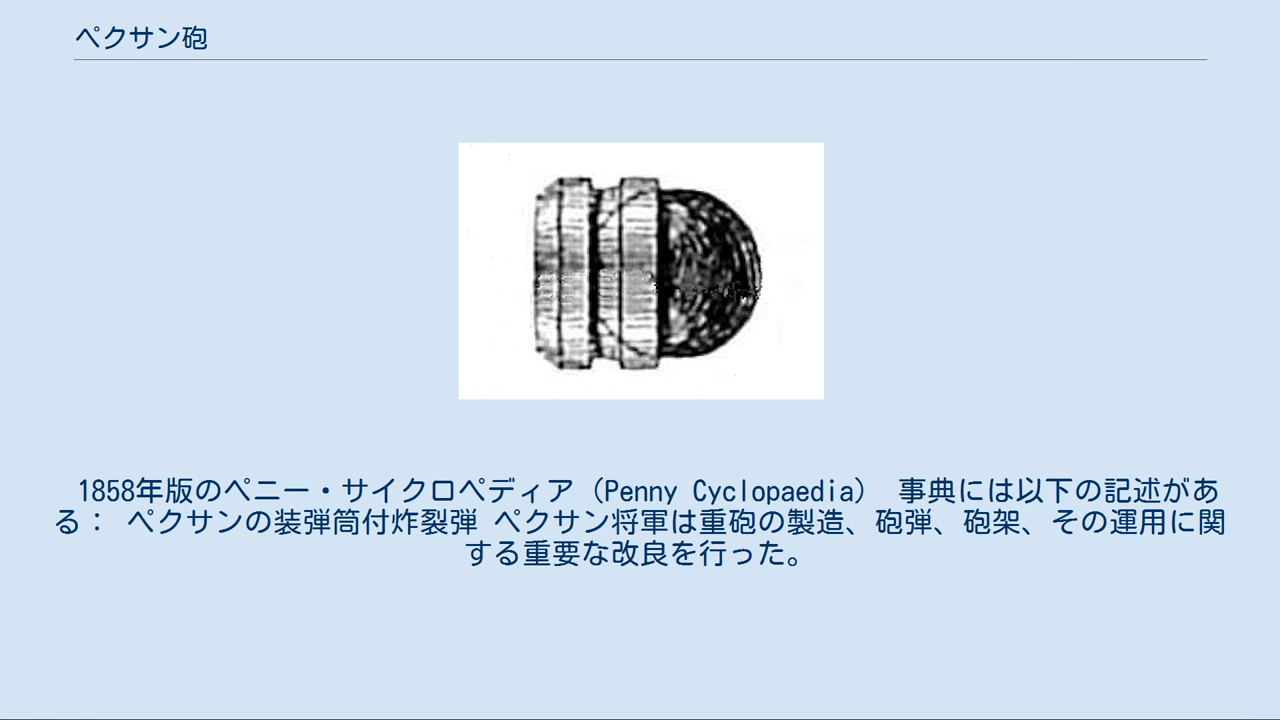 ペクサン砲
1858年版のペニー・サイクロペディア（Penny Cyclopaedia） 事典には以下の記述があ
る： ペクサンの装弾筒付炸裂弾 ペクサン将軍は重砲の製造、砲弾、砲架、その運用に関
する重要な改良を行った。